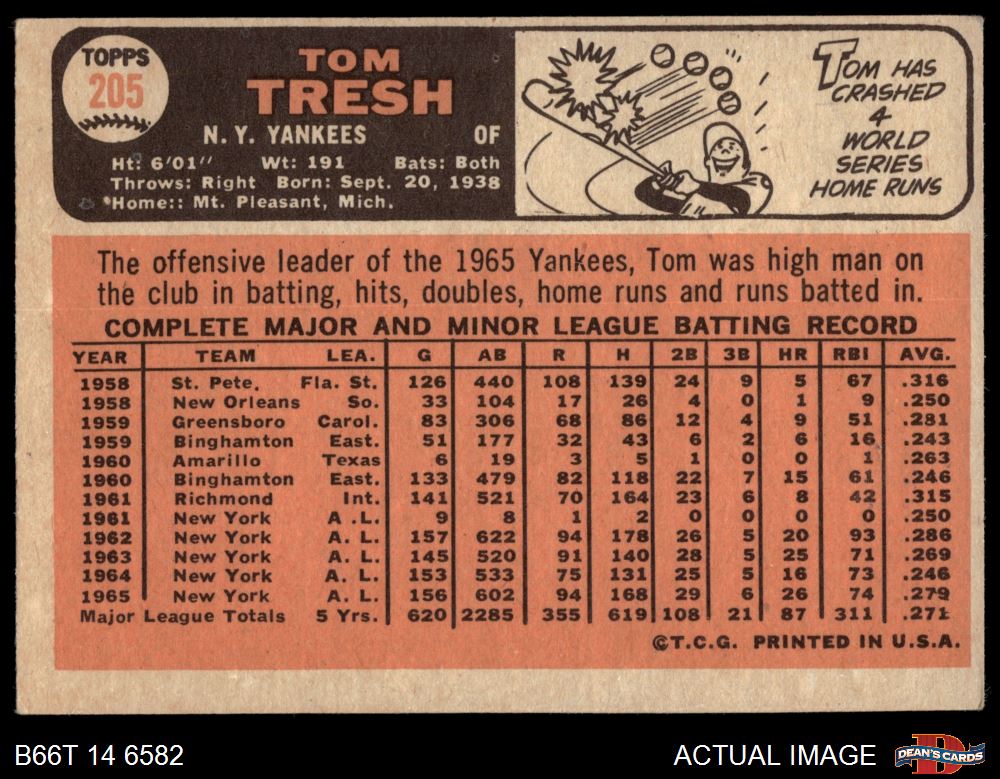 TOPPS
205
TOM
TRESH
N. Y. YANKEES OF
Ht: 6'01" Wt: 191 Bats: Both
Throws: Right Born: Sept. 20, 1938
Home:: Mt. Pleasant, Mich.
TOM HAS
CRASHED
4
WORLD
SERIES
HOME RUNS
The offensive leader of the 1965 Yankees, Tom was high man on
the club in batting, hits, doubles, home runs and runs batted in.
COMPLETE MAJOR AND MINOR LEAGUE BATTING RECORD
YEAR TEAM LEA. G AB R H 2B 3B HR RBI AVG.
1958 St. Pete. Fla. St. 126 440 108 139 24 9 5 67 .316
1958 New Orleans So. 33 104 17 26 4 0 1 9 .250
1959 Greensboro Carol. 83 306 68 86 12 4 9 51 .281
1959 Binghamton East. 51 177 32 43 6 2 6 16 .243
1960 Amarillo Texas 6 19 3 5 1 0 0 1 .263
1960 Binghamton East. 133 479 82 118 22 7 15 61 .246
1961 Richmond Int. 141 521 70 164 23 6 8 42 .315
1961 New York A .L. 9 8 1 2 0 0 0 0 .250
1962 New York A. L. 157 622 94 178 26 5 20 93 .286
1963 New York A. L. 145 520 91 140 28 5 25 71 .269
1964 New York A. L. 153 533 75 131 25 5 16 73 .246
1965 New York A. L. 156 602 94 168 29 6 26 74 .279
Major League Totals 5 Yrs. 620 2285 355 619 108 21 87 311 .271
©T.C.G. PRINTED IN U.S.A.
B66T 14 6582 ACTUAL IMAGE
DEAN'S CARDS